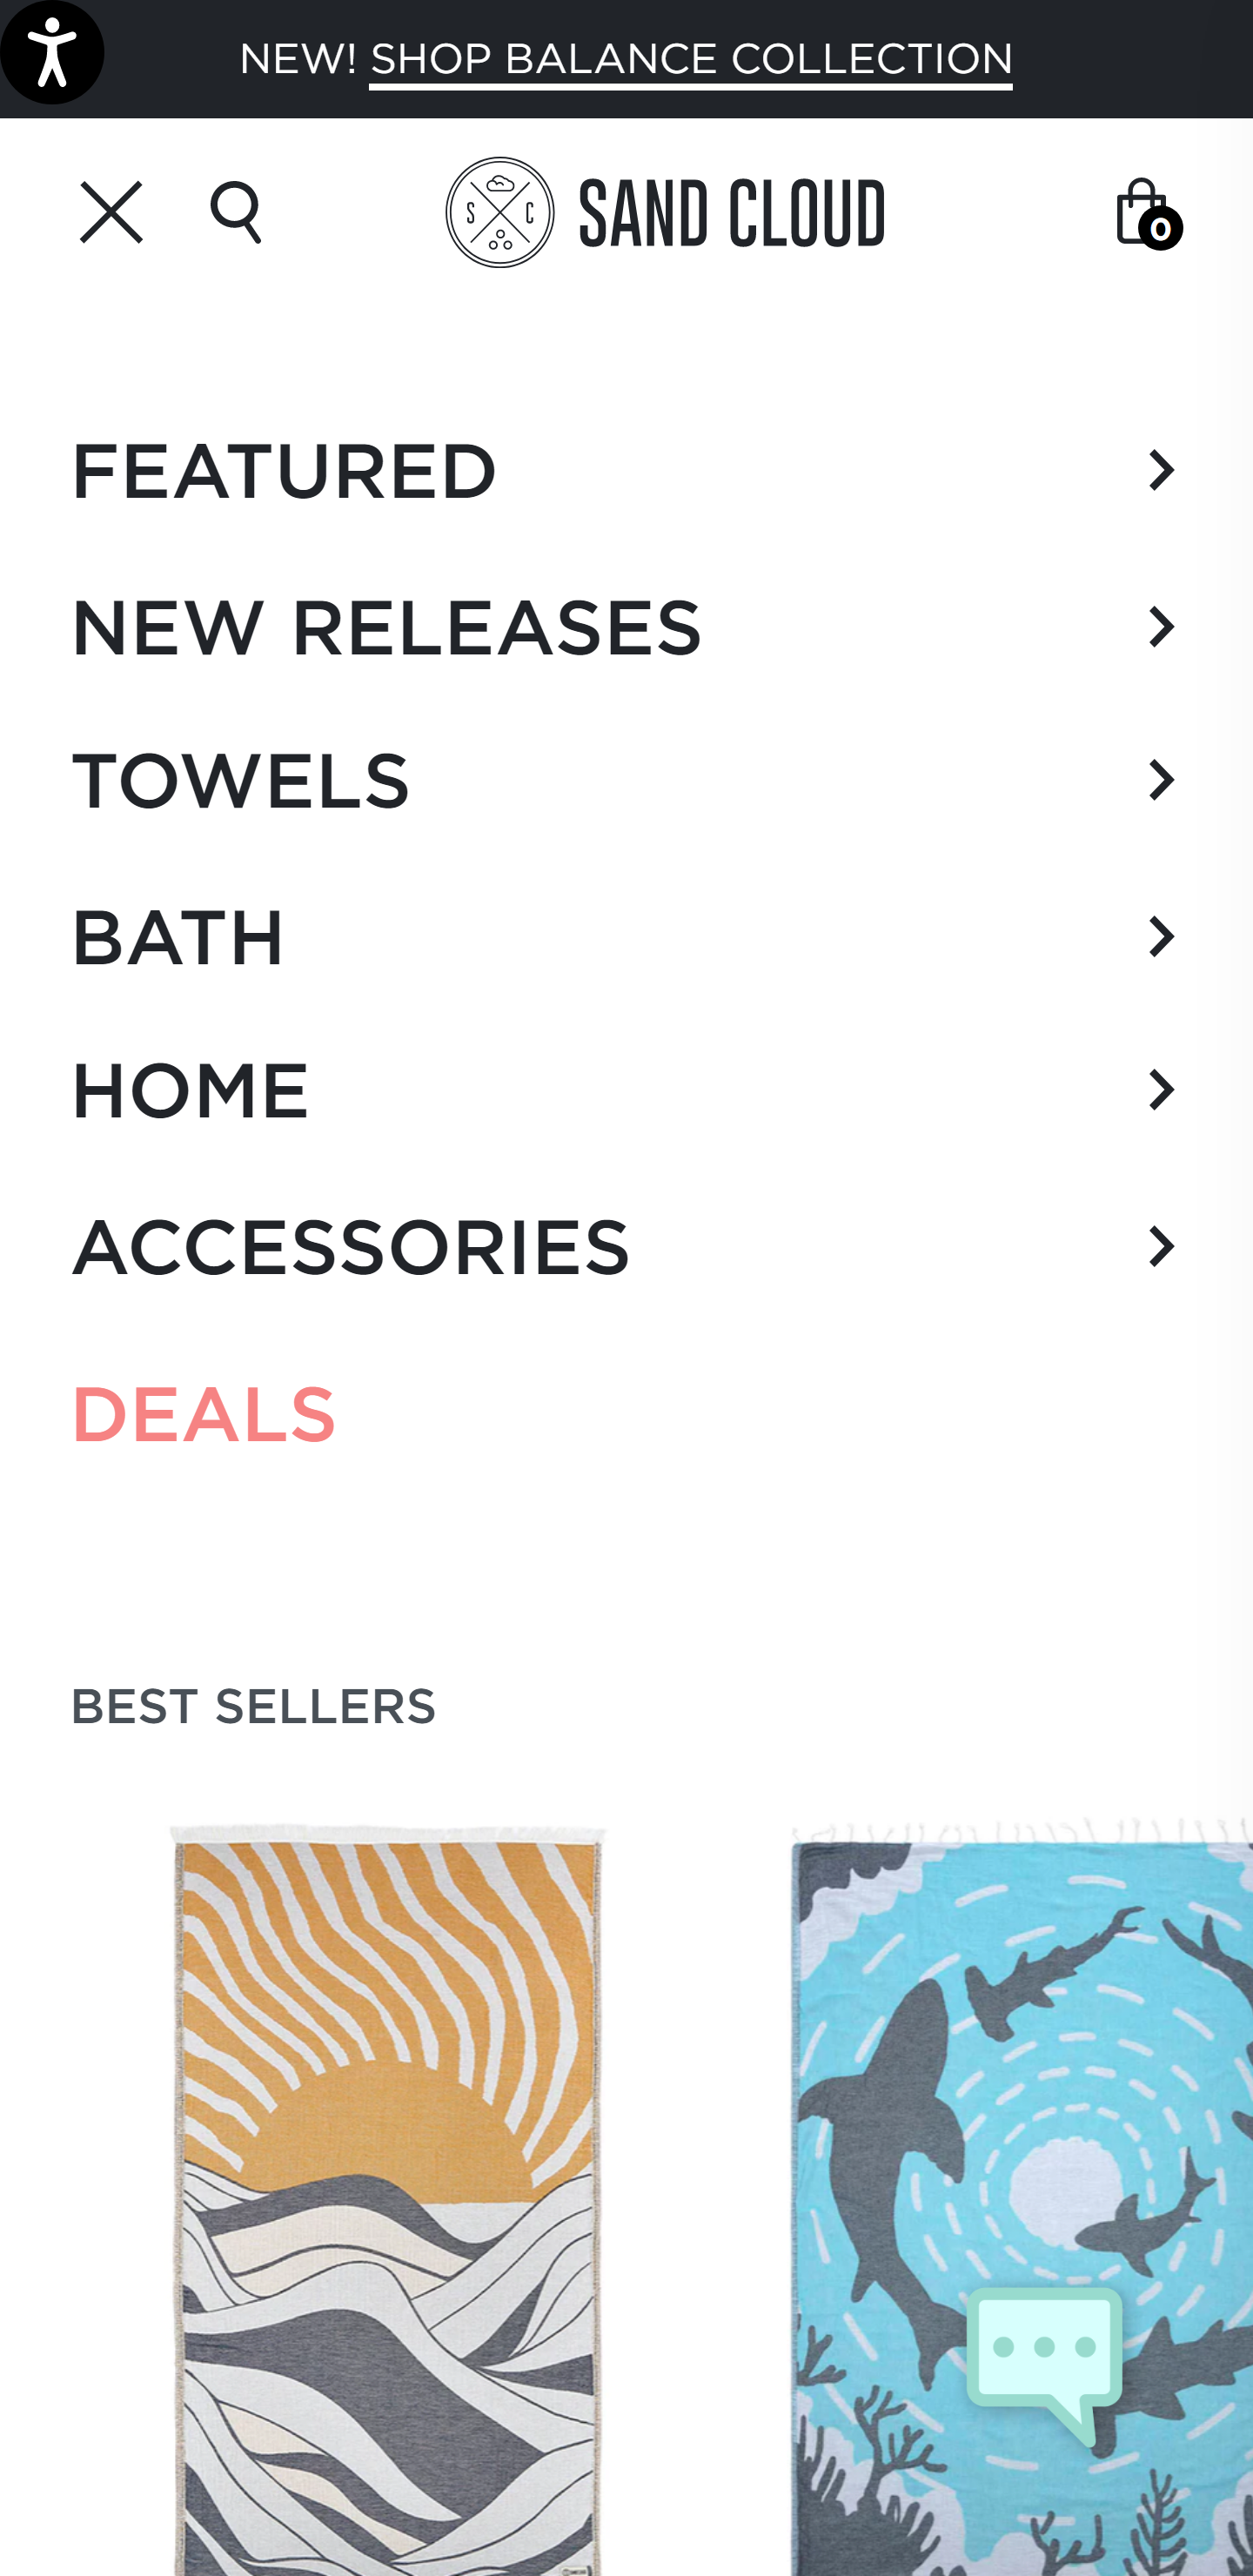 NEW! SHOP BALANCE COLLECTION
S C
SAND CLOUD
0
FEATURED
NEW RELEASES
TOWELS
BATH
HOME
ACCESSORIES
DEALS
BEST SELLERS